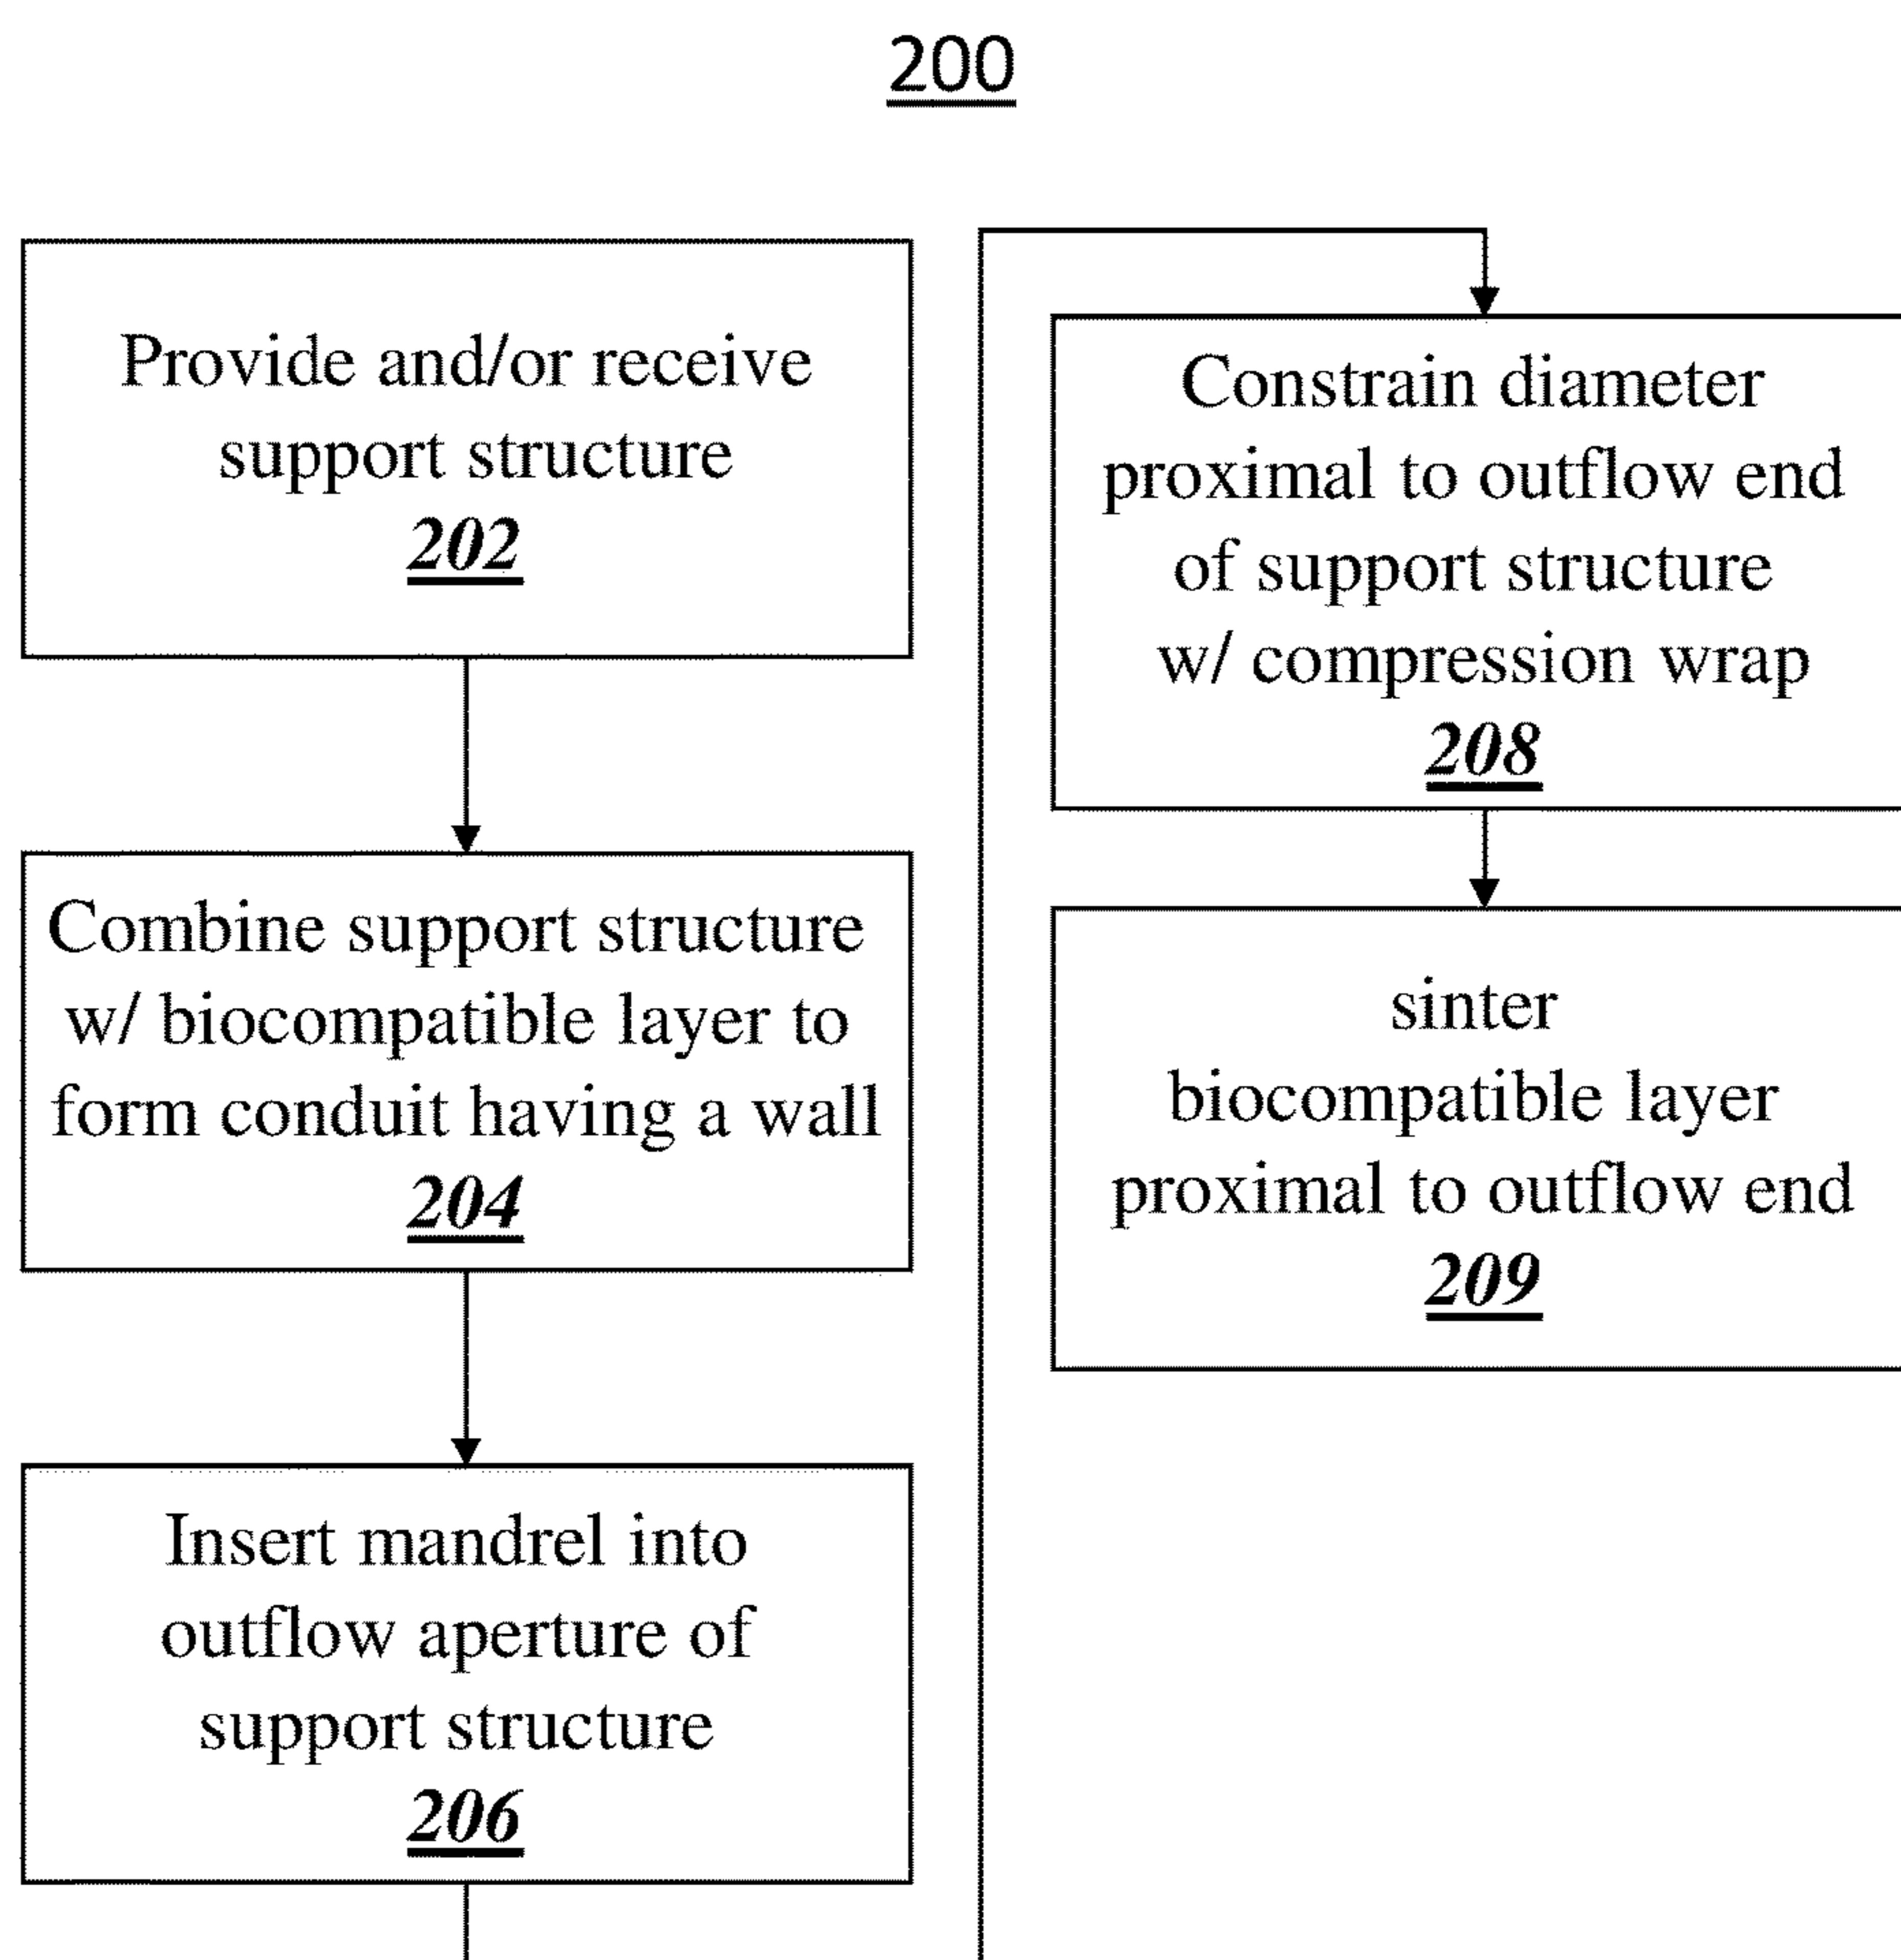 200
Provide and/or receive
support structure
202
Combine support structure
w/ biocompatible layer to
form conduit having a wall
204
Insert mandrel into
outflow aperture of
support structure
206
Constrain diameter
proximal to outflow end
of support structure
w/ compression wrap
208
sinter
biocompatible layer
proximal to outflow end
209